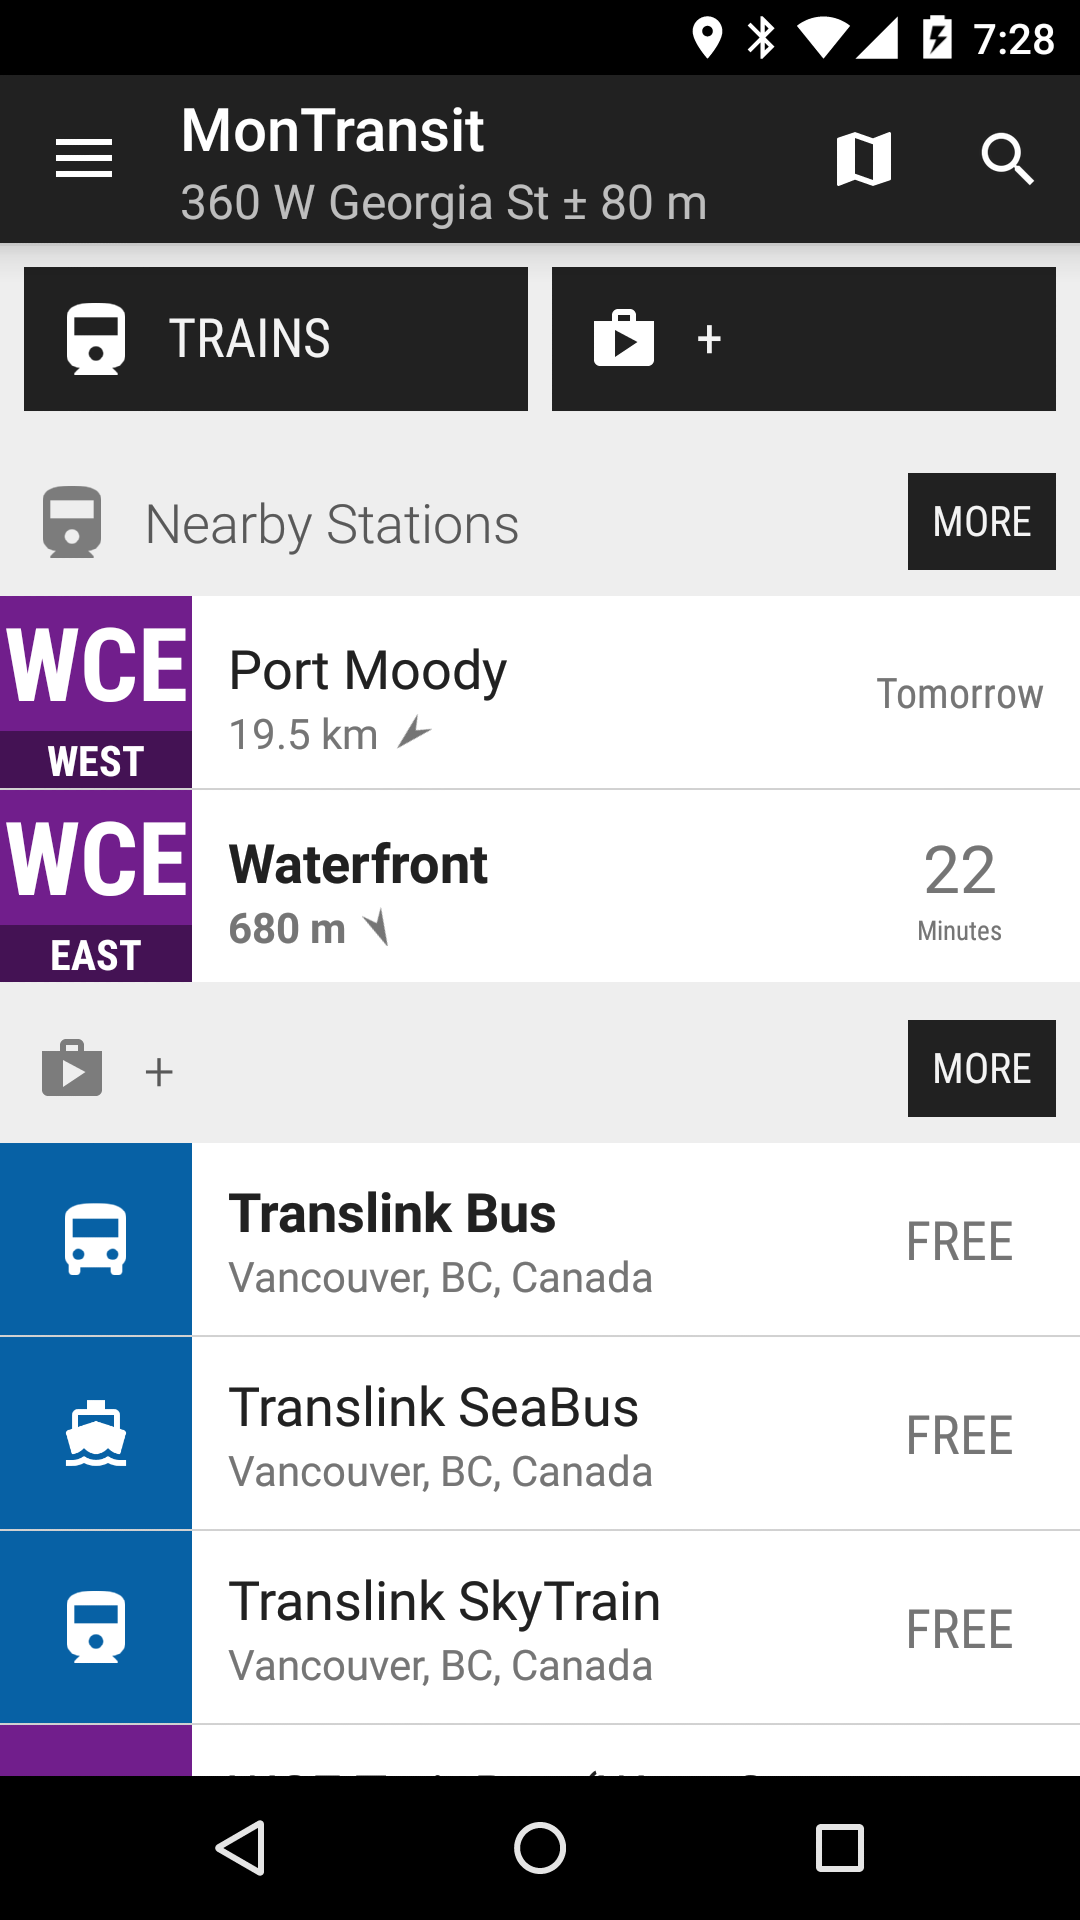 7:28
MonTransit
360 W Georgia St ± 80 m
TRAINS
+
Nearby Stations
MORE
WCE
WEST
Port Moody
19.5 km
Tomorrow
WCE
EAST
Waterfront
680 m
22
Minutes
+
MORE
Translink Bus
Vancouver, BC, Canada
FREE
Translink SeaBus
Vancouver, BC, Canada
FREE
Translink SkyTrain
Vancouver, BC, Canada
FREE